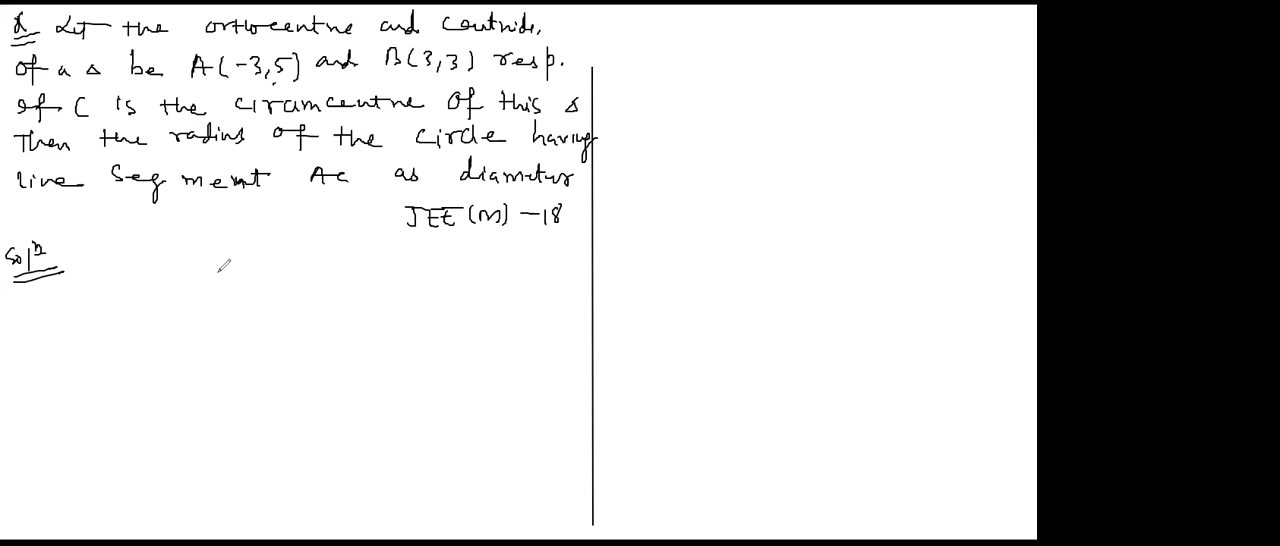 Q Let the orthocentre and centroid,
of a Δ be A(-3,5) and B(3,3) resp.
If C is the circumcentre of this Δ
Then the radius of the circle having
line Segment AC as diameter
JEE(M)-18
Solⁿ